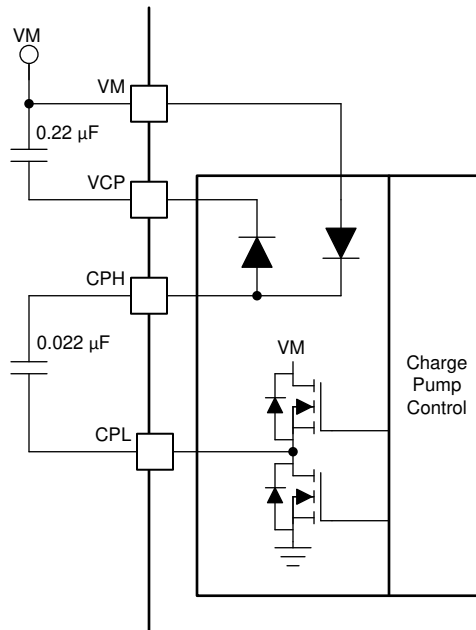 VM
VM
0.22 µF
VCP
CPH
0.022 µF
VM
Charge
Pump
Control
CPL